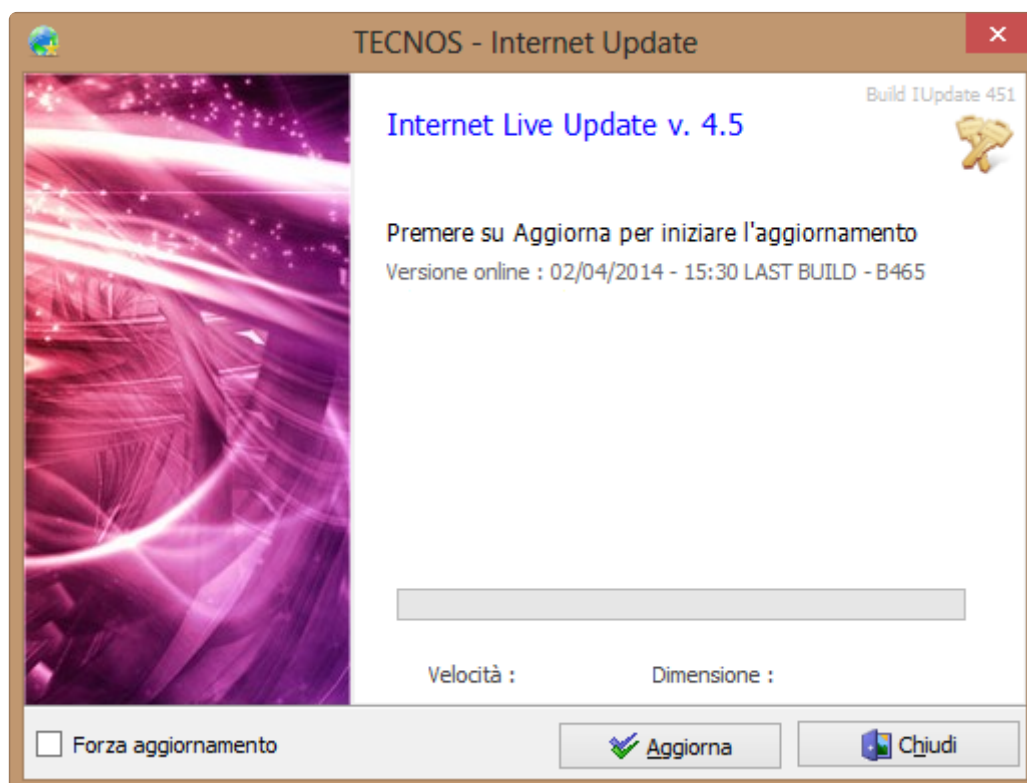 TECNOS - Internet Update
Build IUpdate 451
Internet Live Update v. 4.5
Premere su Aggiorna per iniziare l'aggiornamento
Versione online : 02/04/2014 - 15:30 LAST BUILD - B465
Velocità :
Dimensione :
Forza aggiornamento
Aggiorna
Chiudi